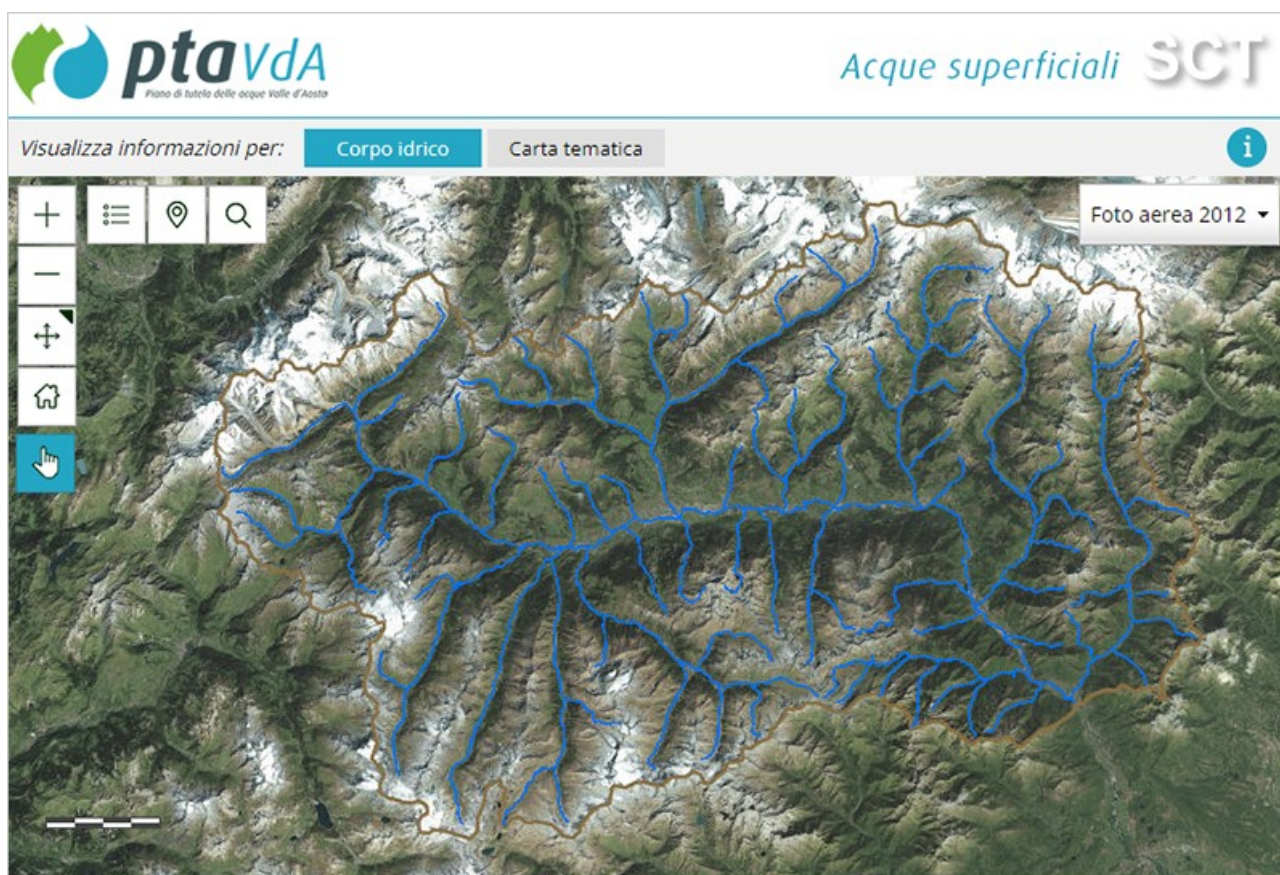 ptaVdA
Piano di tutela delle acque Valle d'Aosta
Acque superficiali SCT
Visualizza informazioni per: Corpo idrico Carta tematica i
Foto aerea 2012